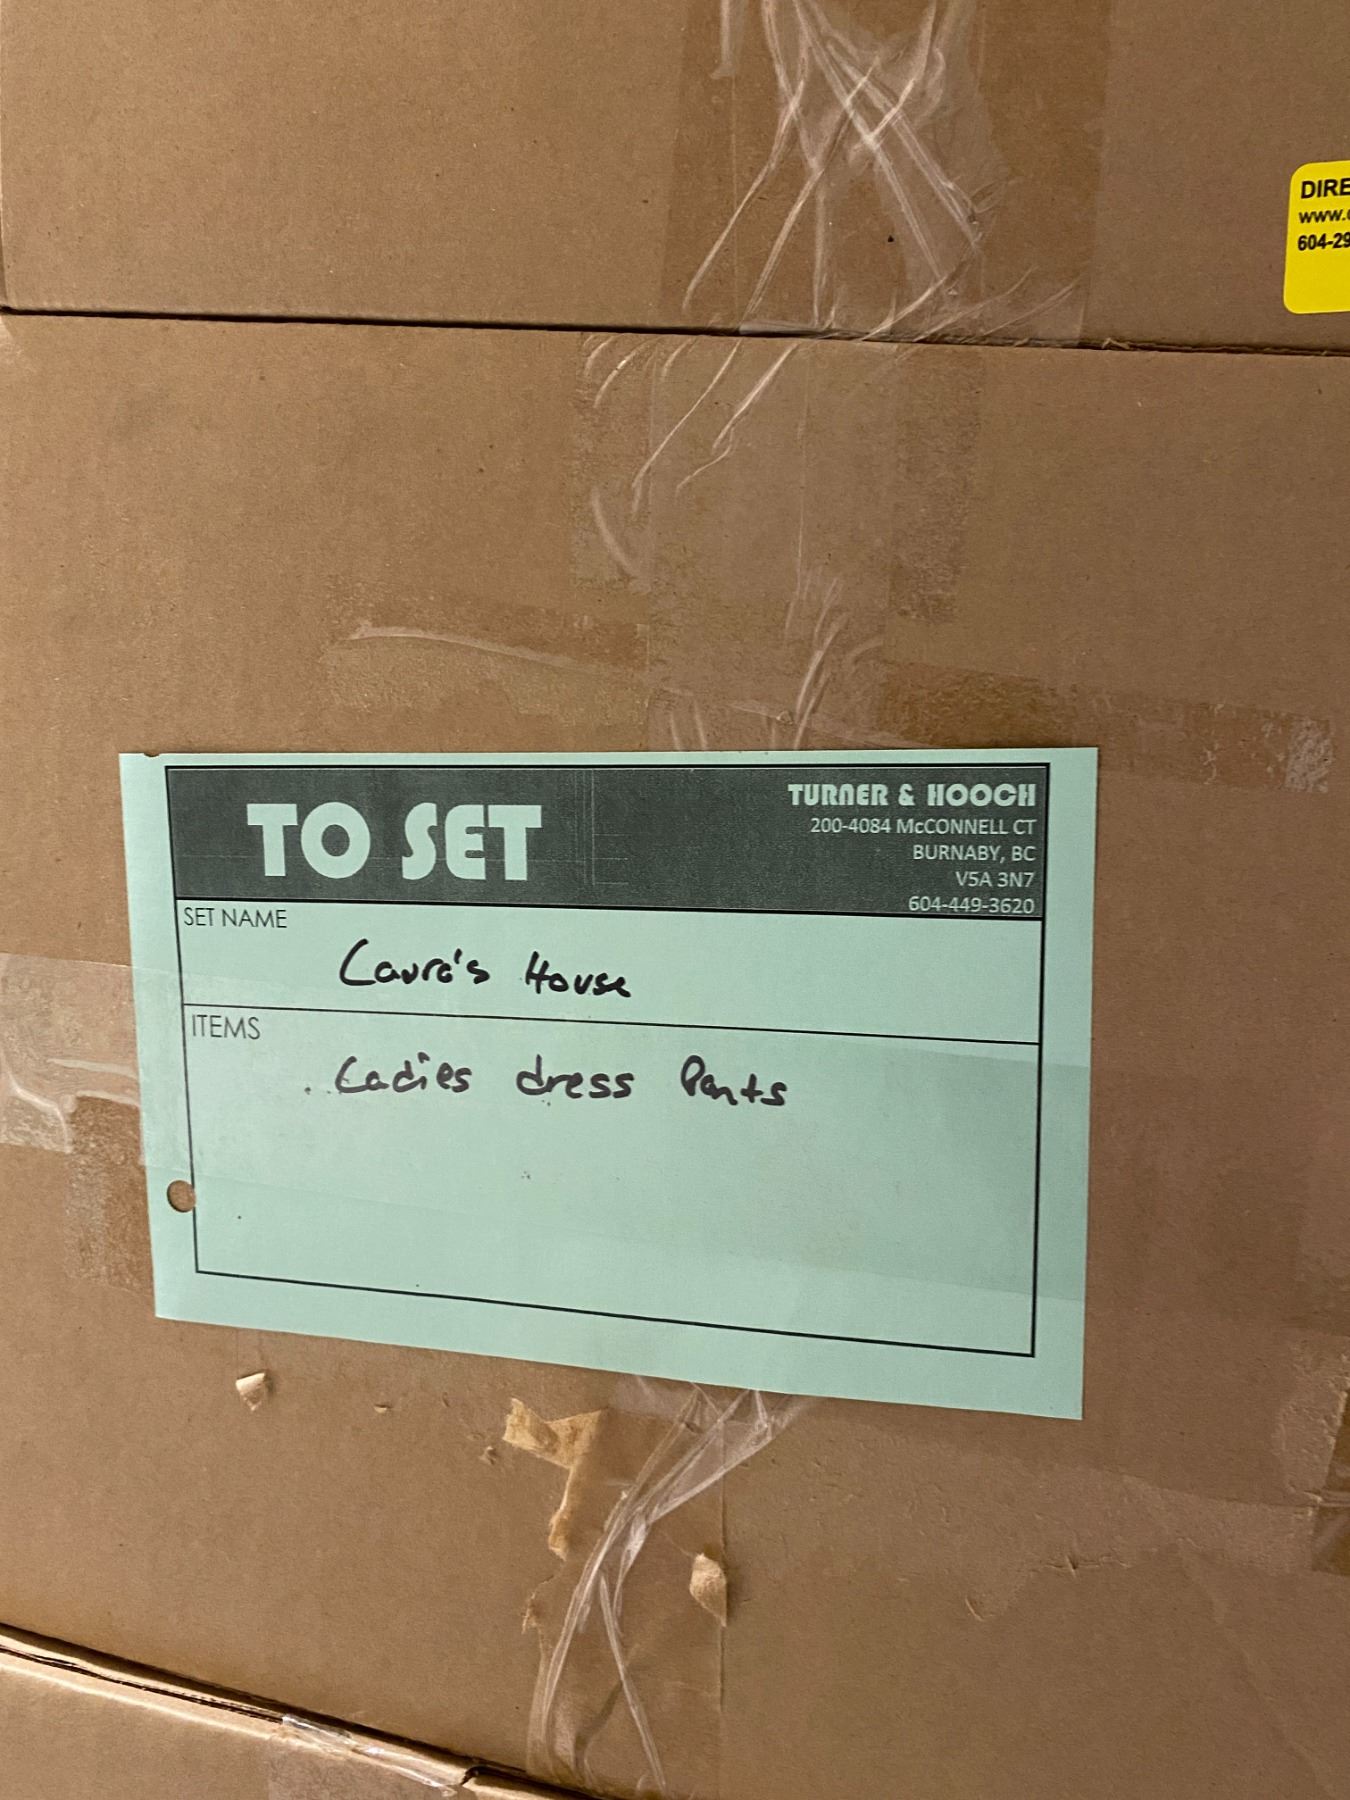 DIRE
www.
604-29
TO SET
TURNER & HOOCH
200-4084 McCONNELL CT
BURNABY, BC
V5A 3N7
604-449-3620
SET NAME
Laura's House
ITEMS
Ladies dress Pants